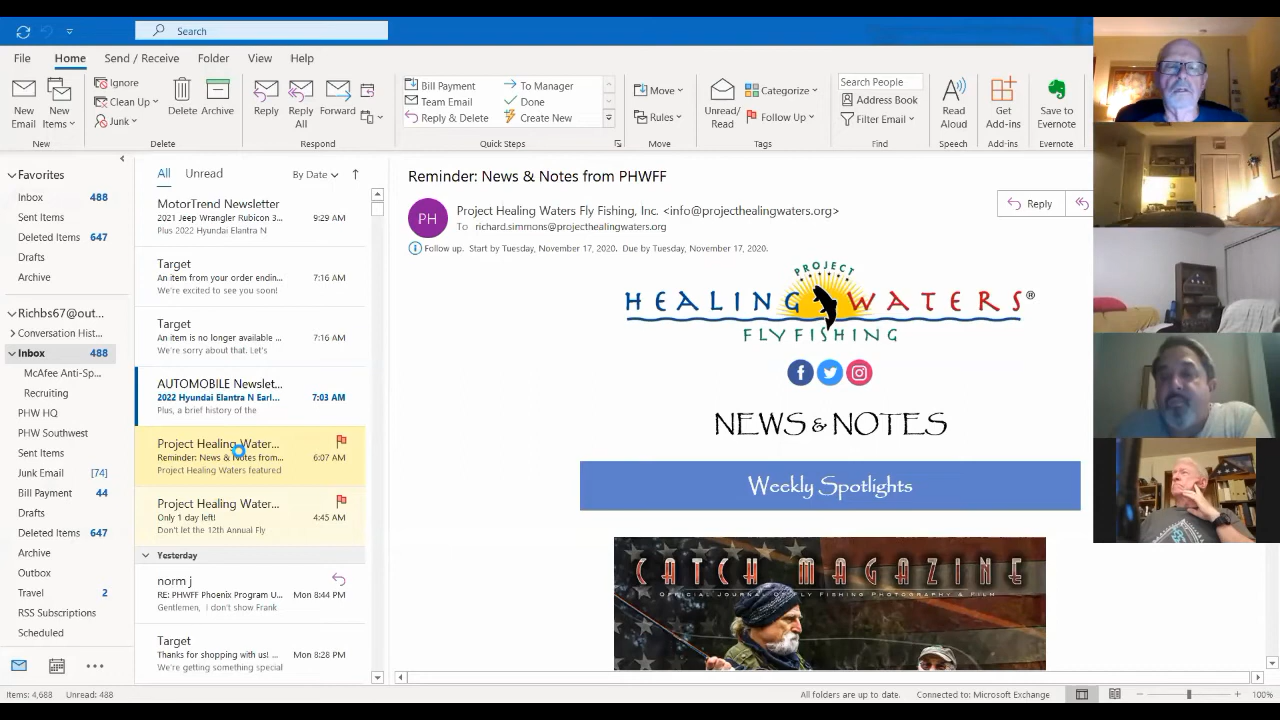 Search
File Home Send / Receive Folder View Help
New Email
New Items
Ignore
Clean Up
Junk
Delete
Archive
Reply
Reply All
Forward
Bill Payment
To Manager
Team Email
Done
Reply & Delete
Create New
Move
Rules
Unread/ Read
Categorize
Follow Up
Search People
Address Book
Filter Email
Read Aloud
Get Add-ins
Save to Evernote
New
Delete
Respond
Quick Steps
Move
Tags
Find
Speech
Add-ins
Evernote
Favorites
Inbox 488
Sent Items
Deleted Items 647
Drafts
Archive
Richbs67@out...
Conversation Hist...
Inbox 488
McAfee Anti-Sp...
Recruiting
PHW HQ
PHW Southwest
Sent Items
Junk Email [74]
Bill Payment 44
Drafts
Deleted Items 647
Archive
Outbox
Travel 2
RSS Subscriptions
Scheduled
All Unread By Date
MotorTrend Newsletter
2021 Jeep Wrangler Rubicon 3... 9:29 AM
Plus 2022 Hyundai Elantra N
Target
An item from your order endin... 7:16 AM
We're excited to see you soon!
Target
An item is no longer available ... 7:16 AM
We're sorry about that. Let's
AUTOMOBILE Newslet...
2022 Hyundai Elantra N Earl... 7:03 AM
Plus, a brief history of the
Project Healing Water...
Reminder: News & Notes from... 6:07 AM
Project Healing Waters featured
Project Healing Water...
Only 1 day left! 4:45 AM
Don't let the 12th Annual Fly
Yesterday
norm j
RE: PHWFF Phoenix Program U... Mon 8:44 PM
Gentlemen, I don't show Frank
Target
Thanks for shopping with us! ... Mon 8:28 PM
We're getting something special
Reminder: News & Notes from PHWFF
PH
Project Healing Waters Fly Fishing, Inc. <info@projecthealingwaters.org>
To richard.simmons@projecthealingwaters.org
Reply
Follow up. Start by Tuesday, November 17, 2020. Due by Tuesday, November 17, 2020.
PROJECT
HEALING WATERS®
FLY FISHING
NEWS & NOTES
Weekly Spotlights
CATCH MAGAZINE
OFFICIAL JOURNAL OF FLY FISHING PHOTOGRAPHY & FILM
Items: 4,688 Unread: 488 All folders are up to date. Connected to: Microsoft Exchange 100%